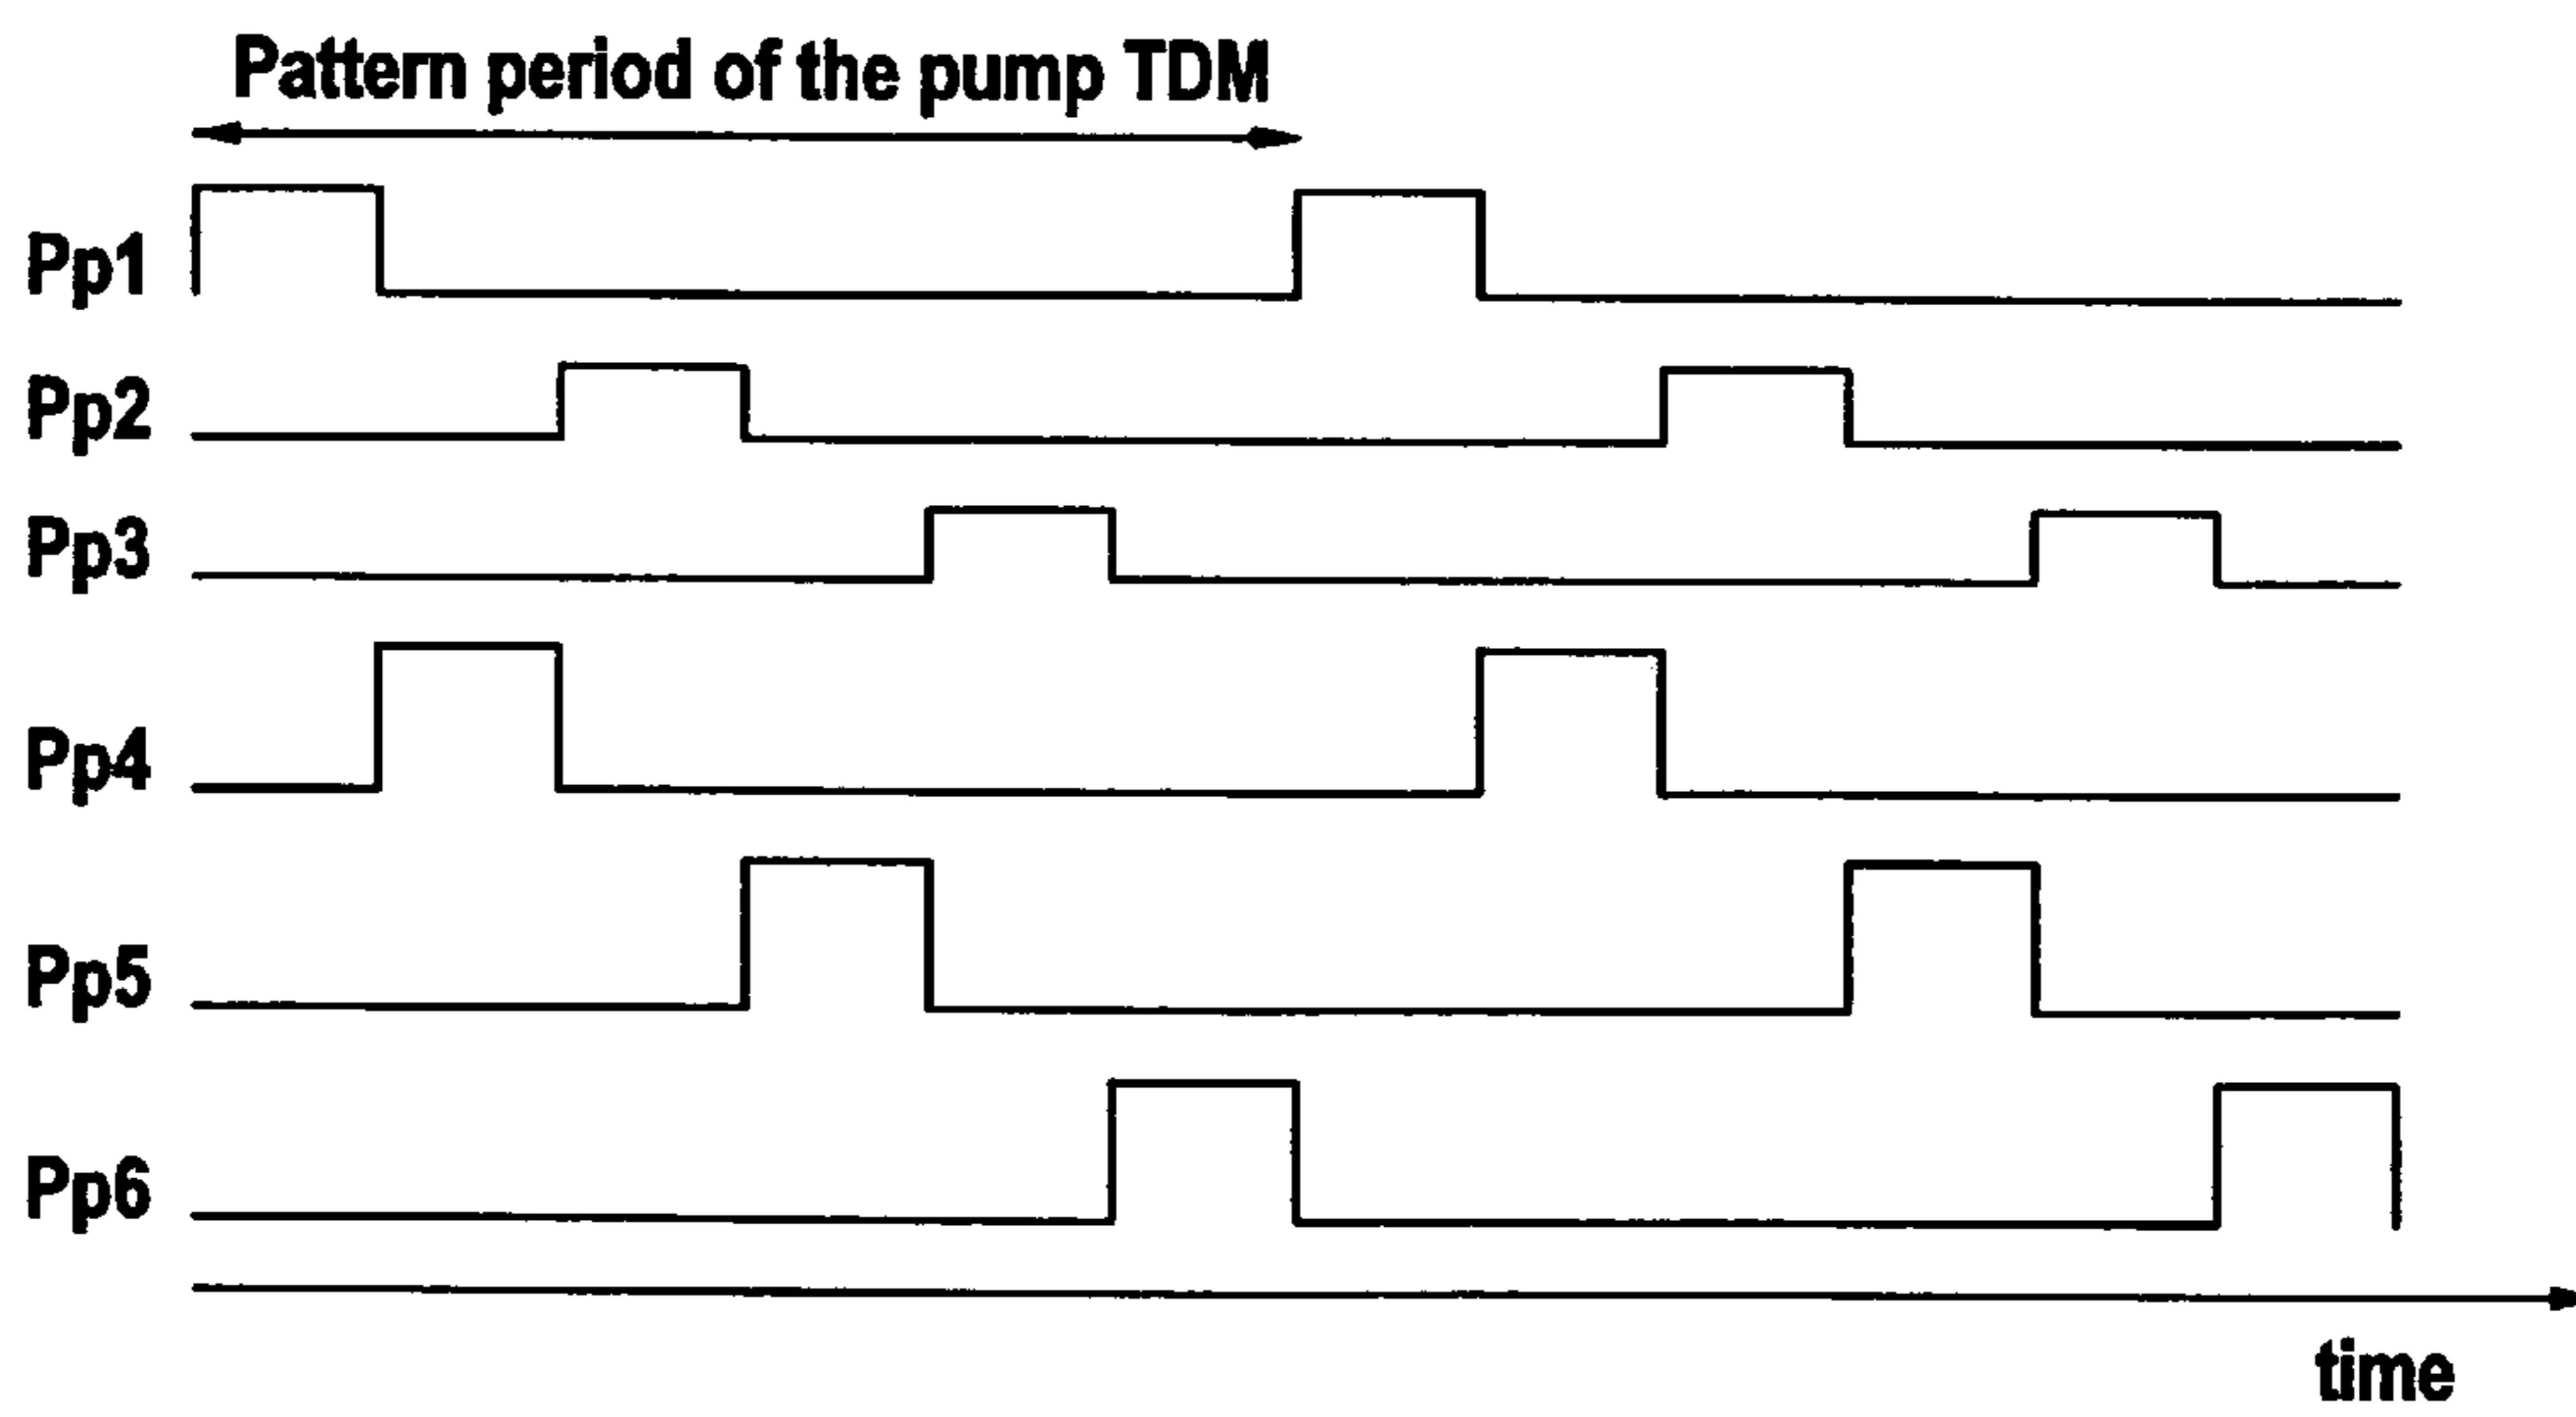 Pattern period of the pump TDM
Pp1
Pp2
Pp3
Pp4
Pp5
Pp6
time